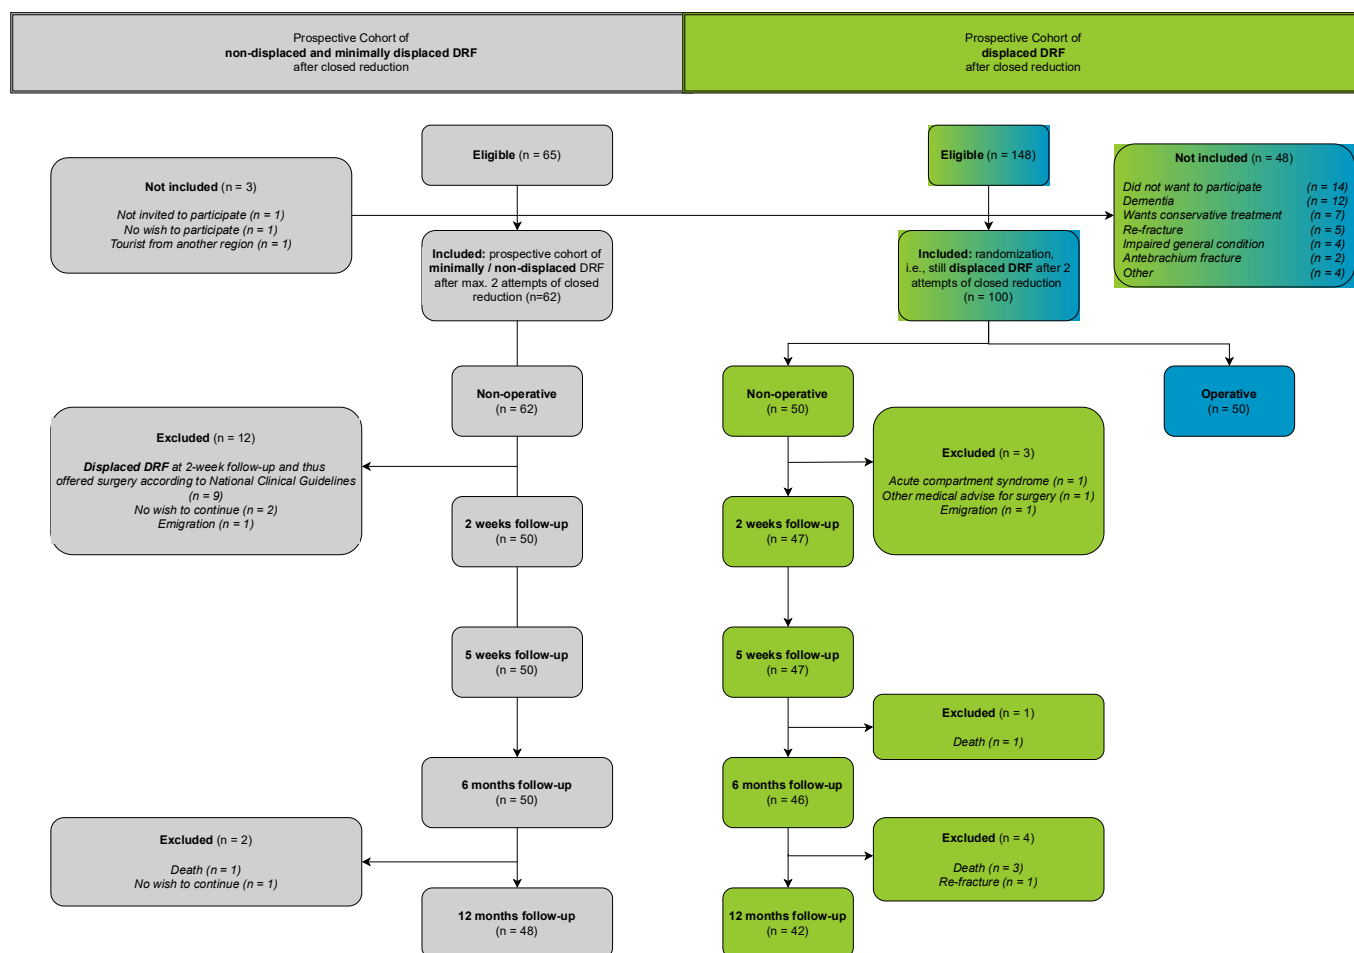 Prospective Cohort of
non-displaced and minimally displaced DRF
after closed reduction
Prospective Cohort of
displaced DRF
after closed reduction
Eligible (n = 65)
Not included (n = 3)
Not invited to participate (n = 1)
No wish to participate (n = 1)
Tourist from another region (n = 1)
Included: prospective cohort of
minimally / non-displaced DRF
after max. 2 attempts of closed
reduction (n=62)
Non-operative
(n = 62)
Excluded (n = 12)
Displaced DRF at 2-week follow-up and thus
offered surgery according to National Clinical Guidelines
(n = 9)
No wish to continue (n = 2)
Emigration (n = 1)
2 weeks follow-up
(n = 50)
5 weeks follow-up
(n = 50)
6 months follow-up
(n = 50)
Excluded (n = 2)
Death (n = 1)
No wish to continue (n = 1)
12 months follow-up
(n = 48)
Eligible (n = 148)
Not included (n = 48)
Did not want to participate (n = 14)
Dementia (n = 12)
Wants conservative treatment (n = 7)
Re-fracture (n = 5)
Impaired general condition (n = 4)
Antebrachium fracture (n = 2)
Other (n = 4)
Included: randomization,
i.e., still displaced DRF after 2
attempts of closed reduction
(n = 100)
Non-operative
(n = 50)
Operative
(n = 50)
Excluded (n = 3)
Acute compartment syndrome (n = 1)
Other medical advise for surgery (n = 1)
Emigration (n = 1)
2 weeks follow-up
(n = 47)
5 weeks follow-up
(n = 47)
Excluded (n = 1)
Death (n = 1)
6 months follow-up
(n = 46)
Excluded (n = 4)
Death (n = 3)
Re-fracture (n = 1)
12 months follow-up
(n = 42)